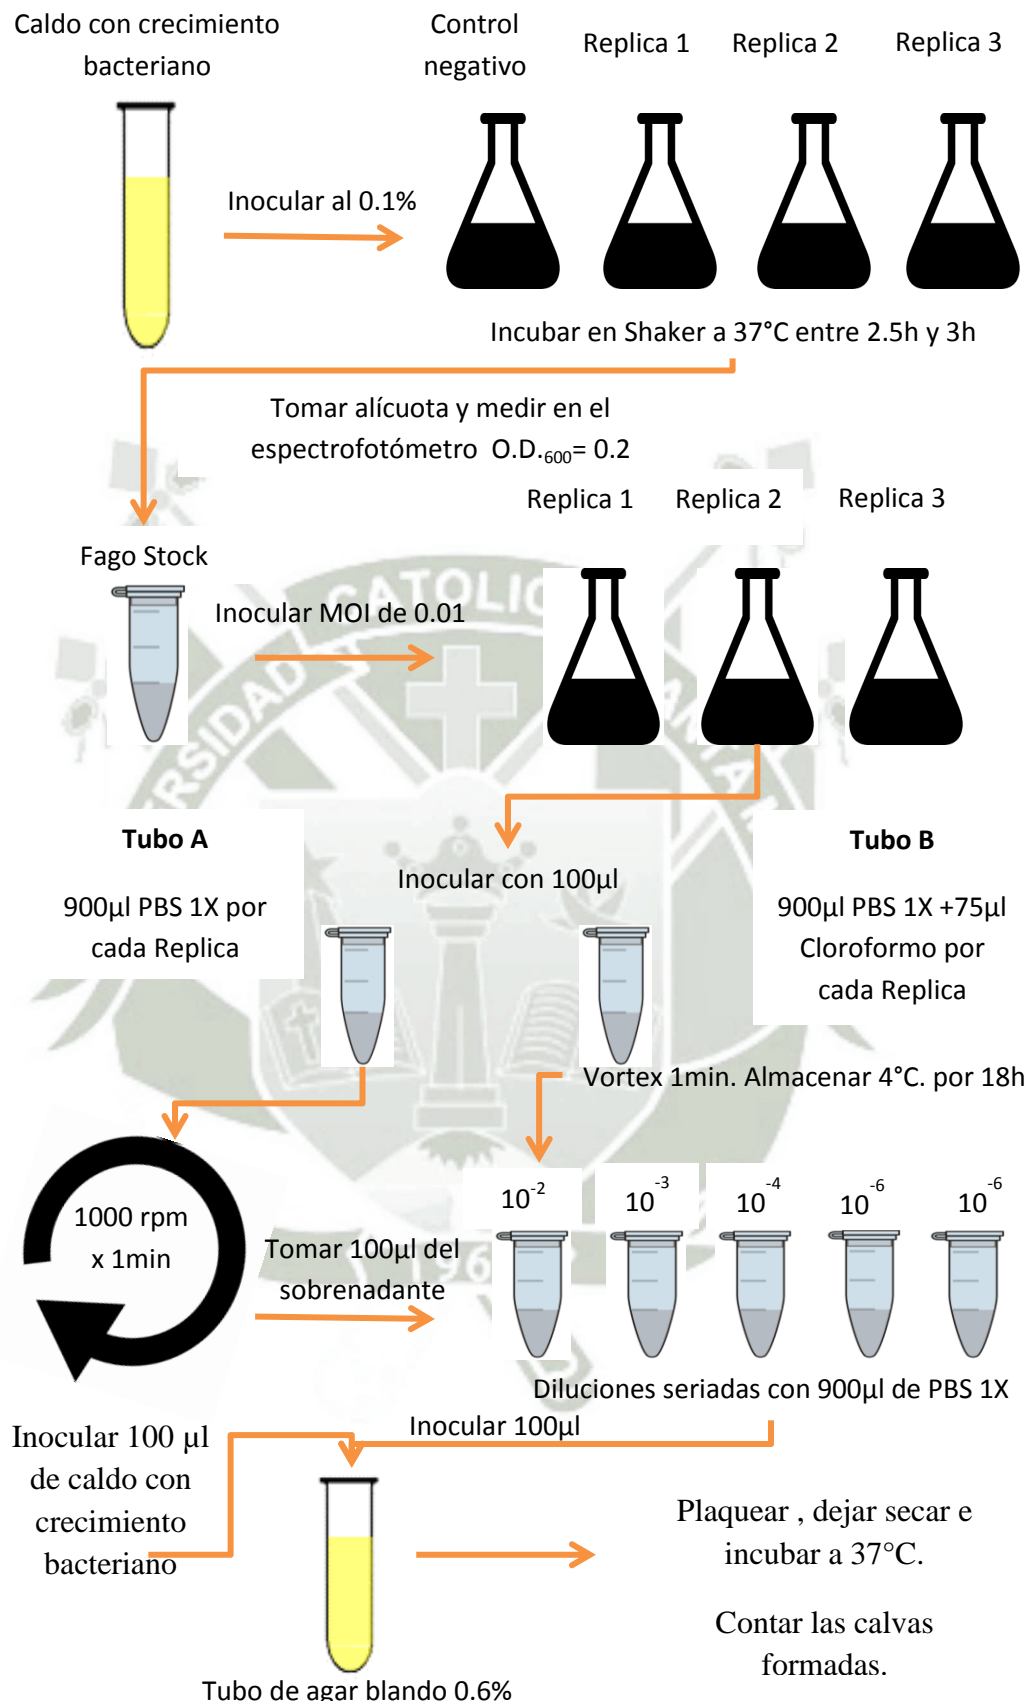 Caldo con crecimiento
bacteriano
Control
negativo
Replica 1
Replica 2
Replica 3
Inocular al 0.1%
Incubar en Shaker a 37°C entre 2.5h y 3h
Tomar alícuota y medir en el
espectrofotómetro O.D.₆₀₀= 0.2
Replica 1
Replica 2
Replica 3
Fago Stock
Inocular MOI de 0.01
CATOLIC
ERSIDAD
Tubo A
900µl PBS 1X por
cada Replica
Inocular con 100µl
Tubo B
900µl PBS 1X +75µl
Cloroformo por
cada Replica
Vortex 1min. Almacenar 4°C. por 18h
1000 rpm
x 1min
Tomar 100µl del
sobrenadante
10⁻²
10⁻³
10⁻⁴
10⁻⁶
10⁻⁶
196
Diluciones seriadas con 900µl de PBS 1X
Inocular 100µl
Inocular 100 µl
de caldo con
crecimiento
bacteriano
Plaquear , dejar secar e
incubar a 37°C.
Contar las calvas
formadas.
Tubo de agar blando 0.6%